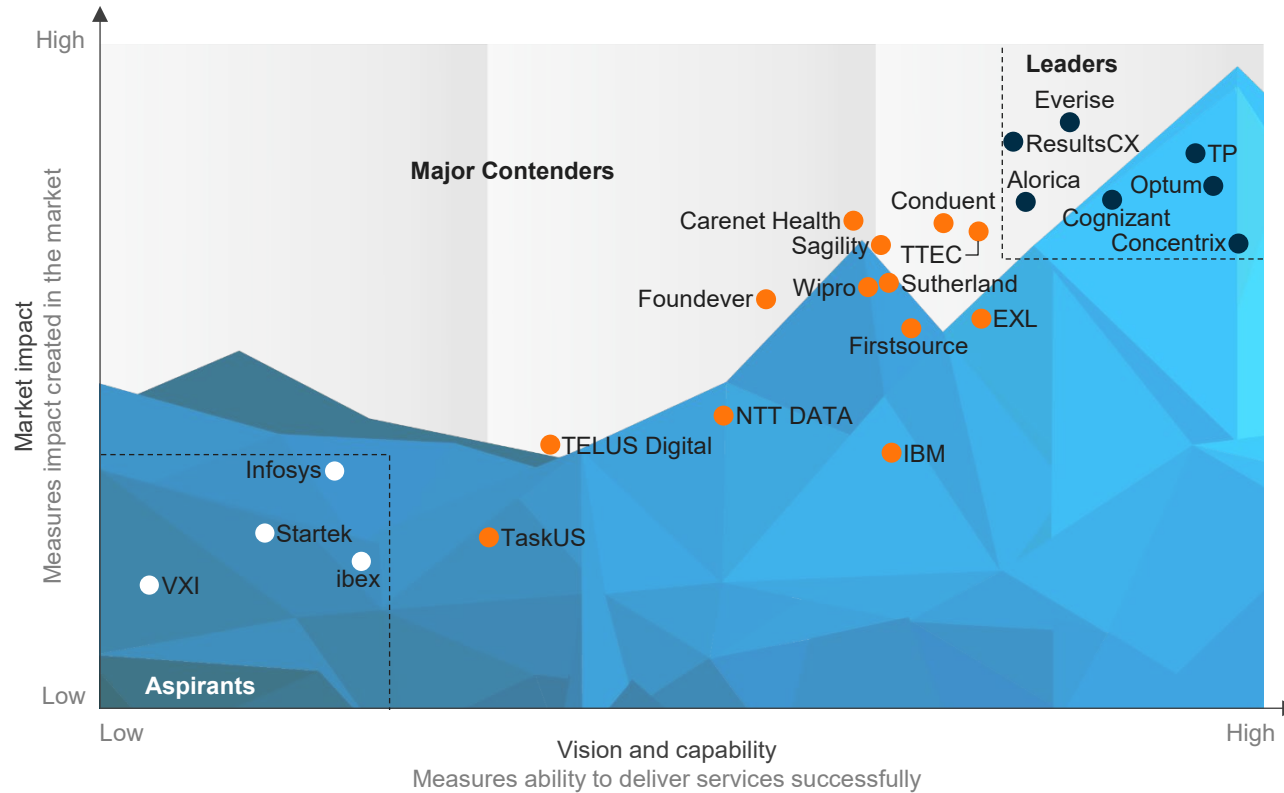 High
Leaders
Everise
ResultsCX
TP
Major Contenders
Alorica
Optum
Conduent
Carenet Health
Cognizant
Sagility
TTEC
Concentrix
Wipro
Sutherland
Foundever
EXL
Firstsource
NTT DATA
TELUS Digital
IBM
Infosys
Startek
TaskUS
ibex
VXI
Aspirants
Market impact
Measures impact created in the market
Low
Low
High
Vision and capability
Measures ability to deliver services successfully